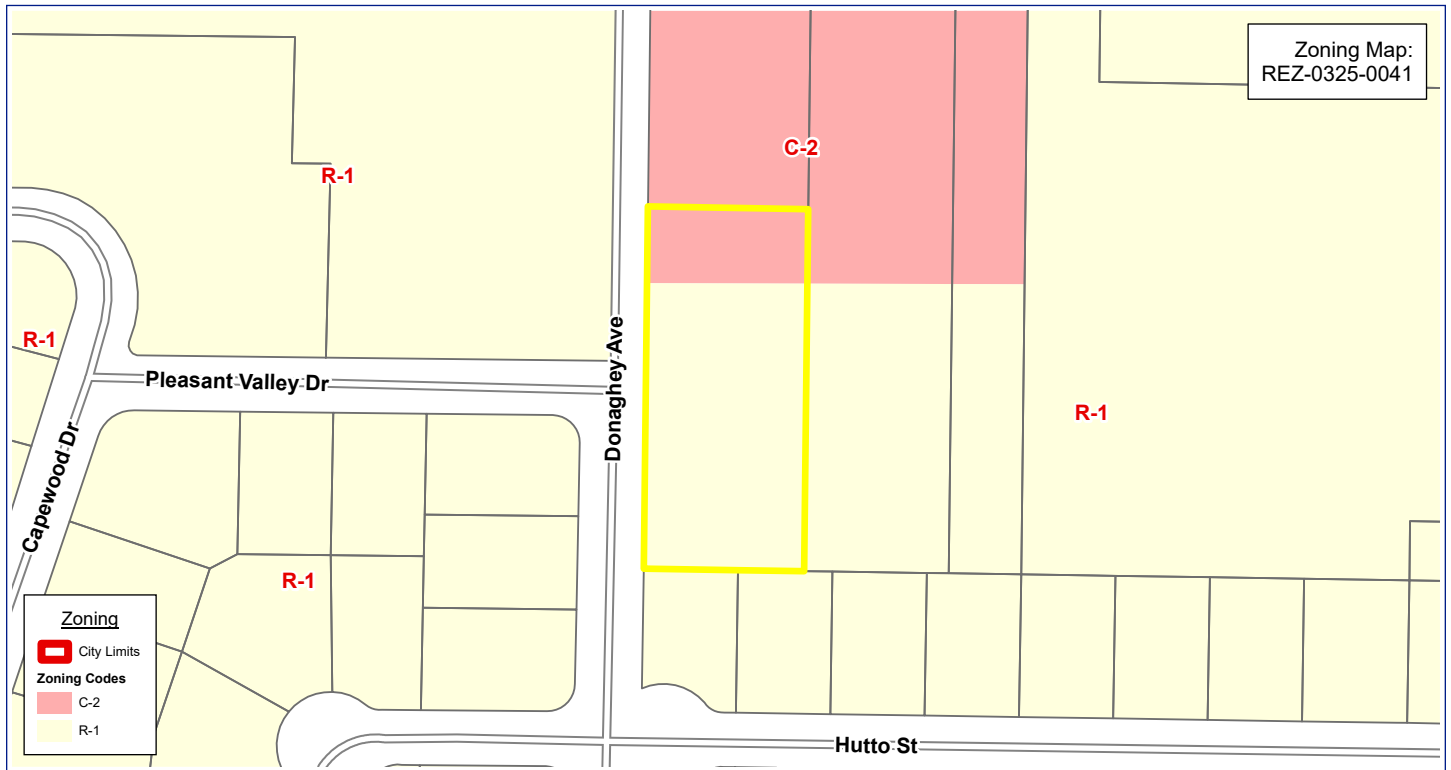 Zoning Map:
REZ-0325-0041
C-2
R-1
R-1
Pleasant Valley Dr
Donaghey Ave
Capewood Dr
R-1
R-1
Hutto St
Zoning
City Limits
Zoning Codes
C-2
R-1